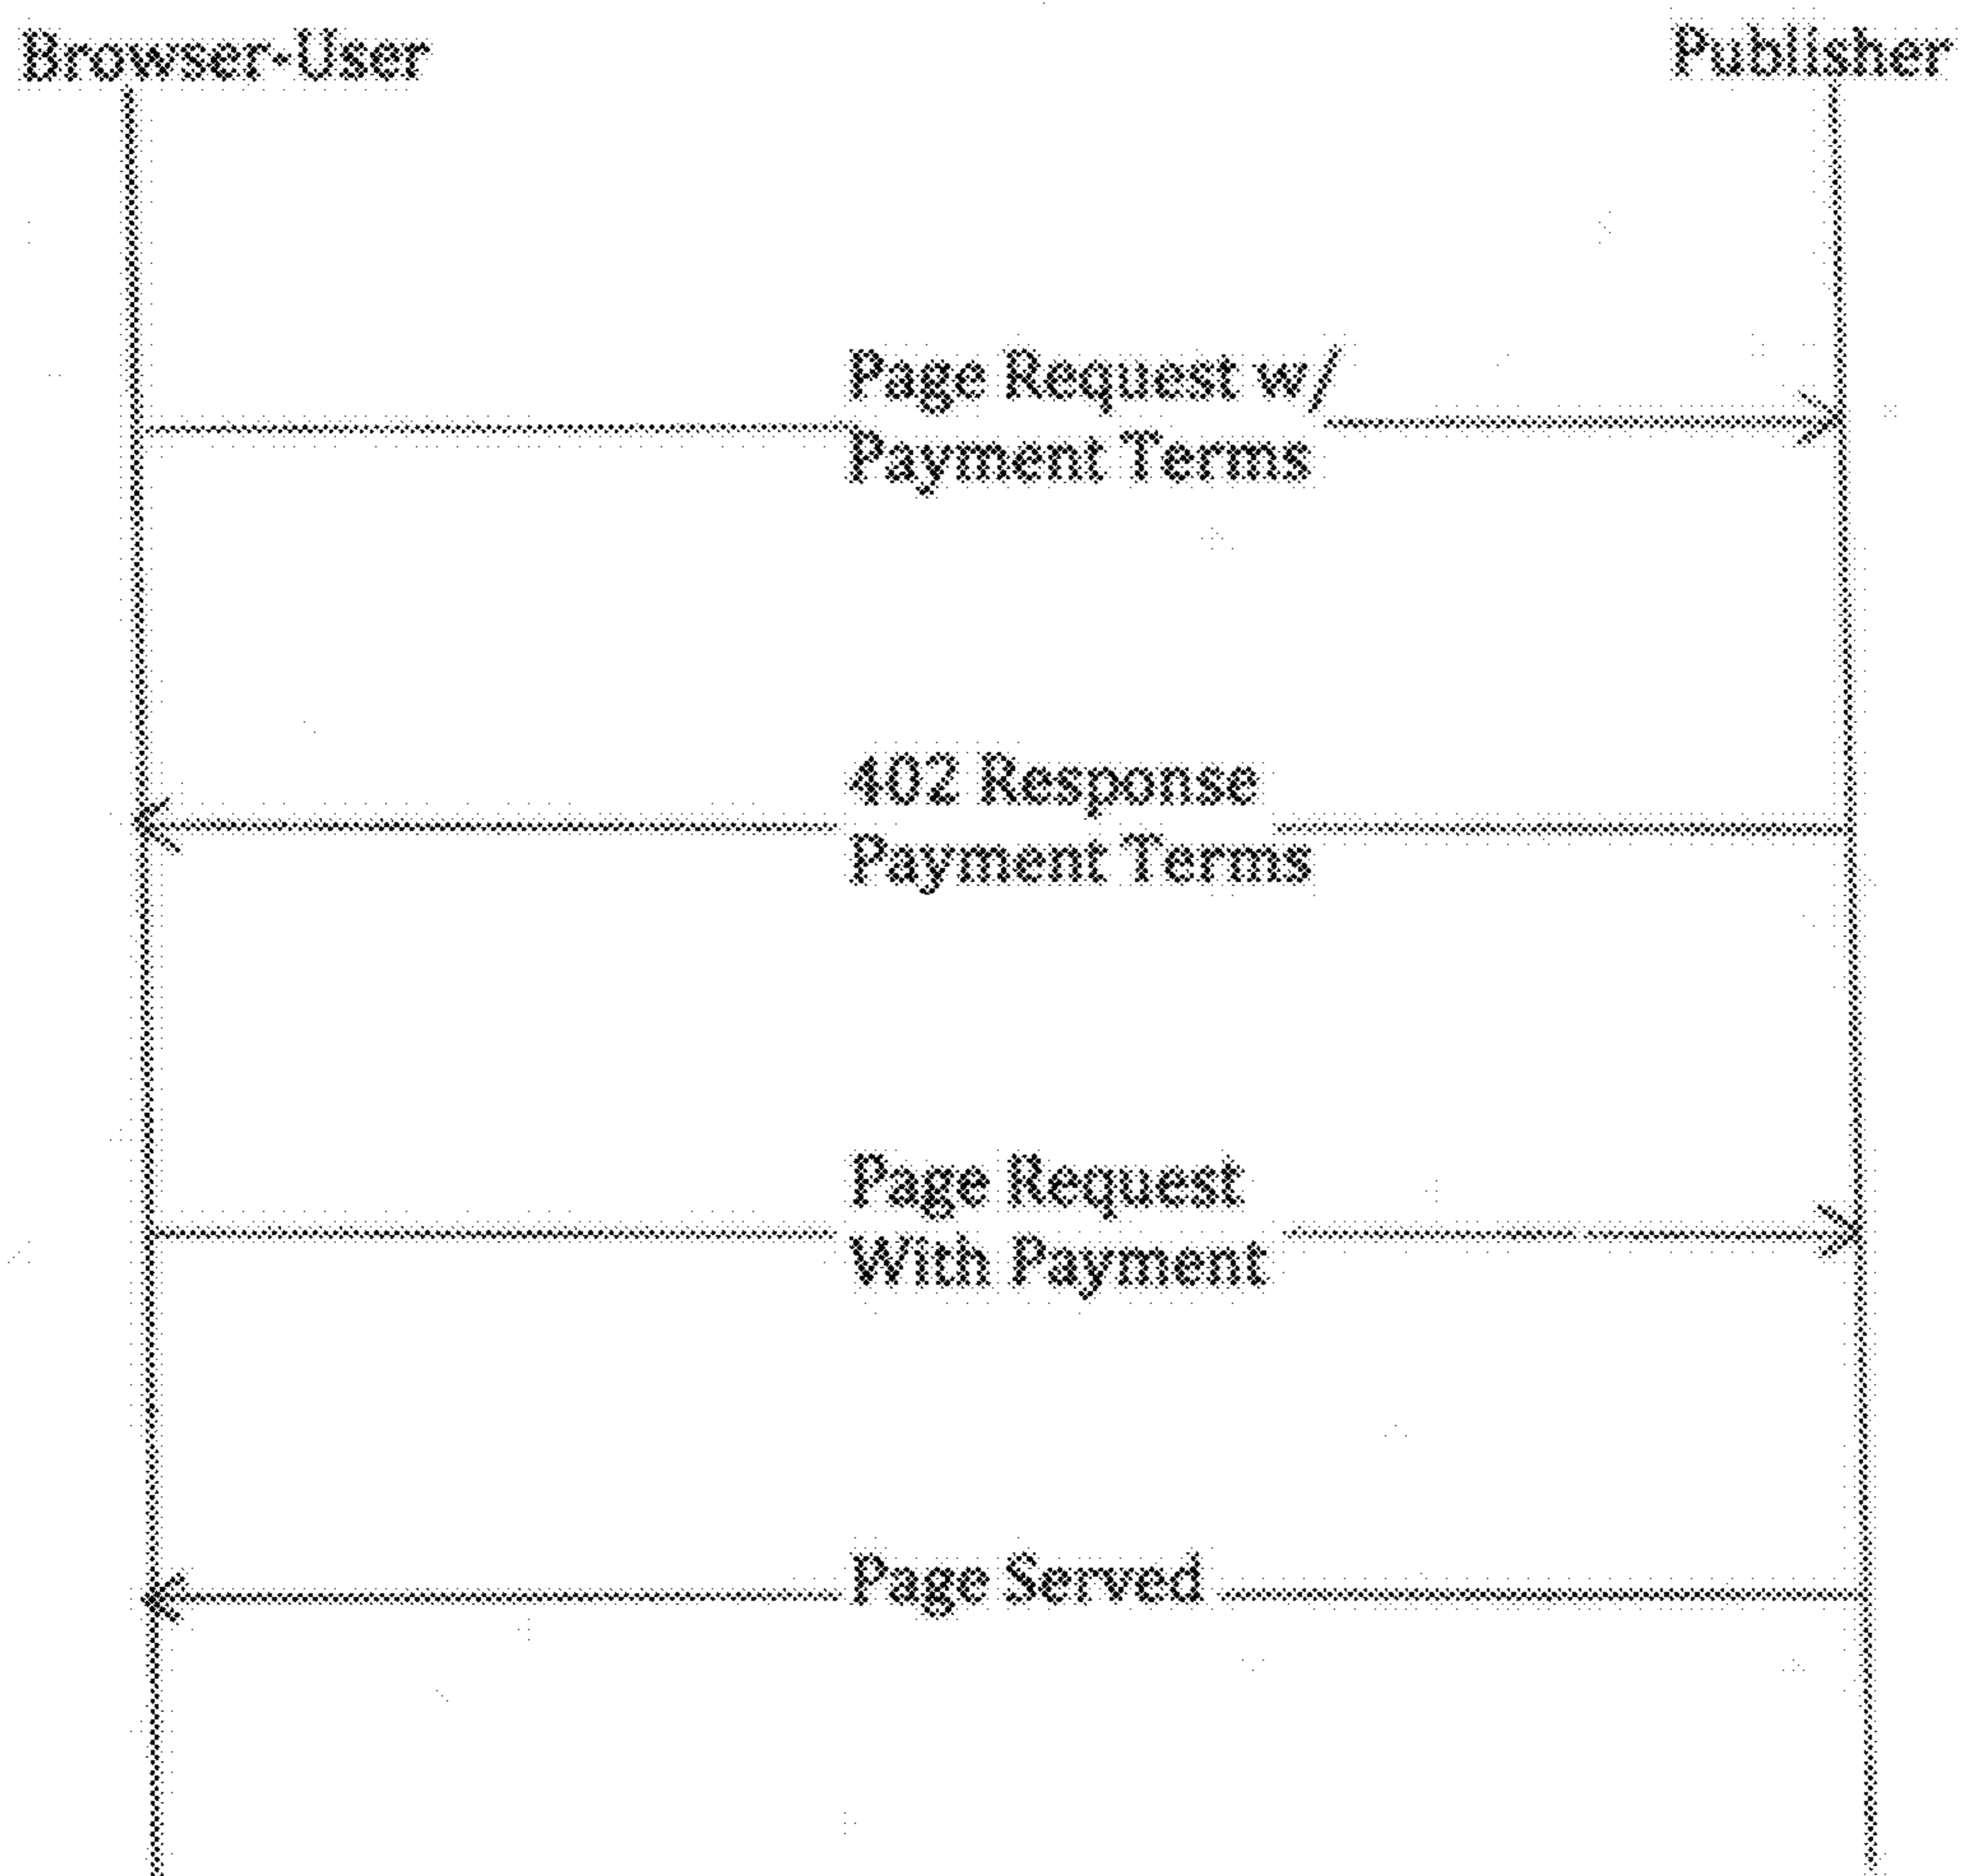 Browser-User
Publisher
Page Request w/
Payment Terms
402 Response
Payment Terms
Page Request
With Payment
Page Served